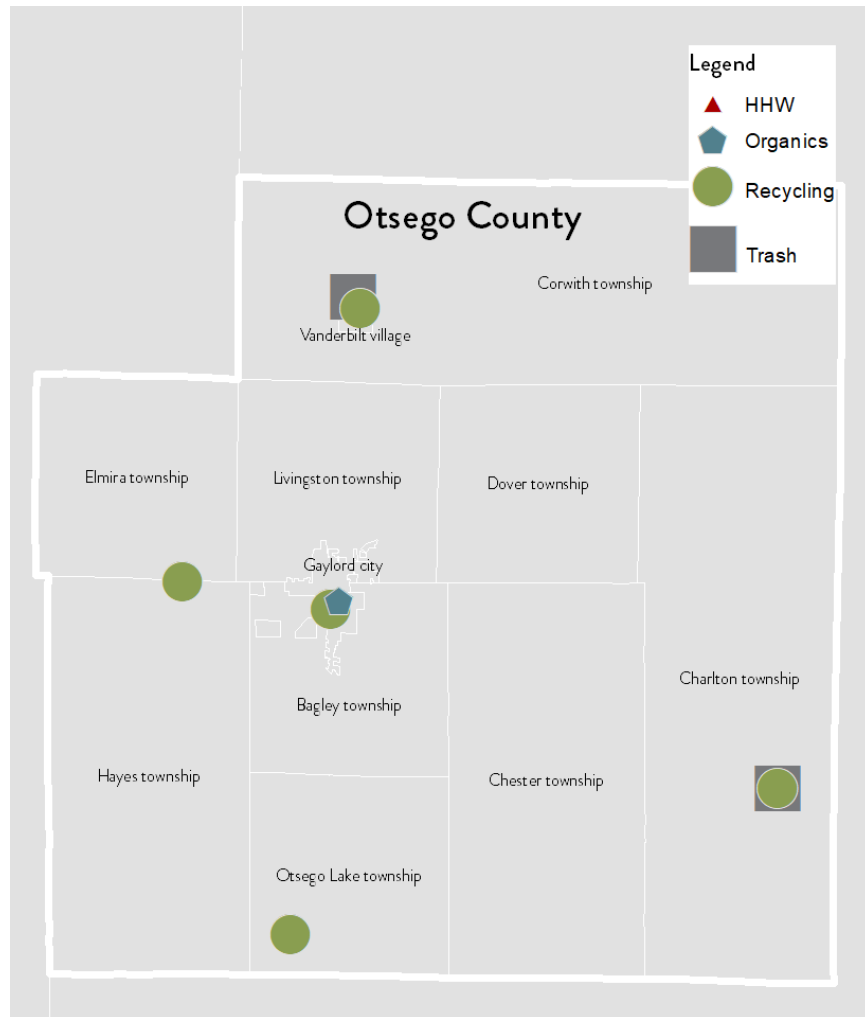 Legend
HHW
Organics
Recycling
Trash
Otsego County
Corwith township
Vanderbilt village
Elmira township
Livingston township
Dover township
Gaylord city
Charlton township
Bagley township
Hayes township
Chester township
Otsego Lake township